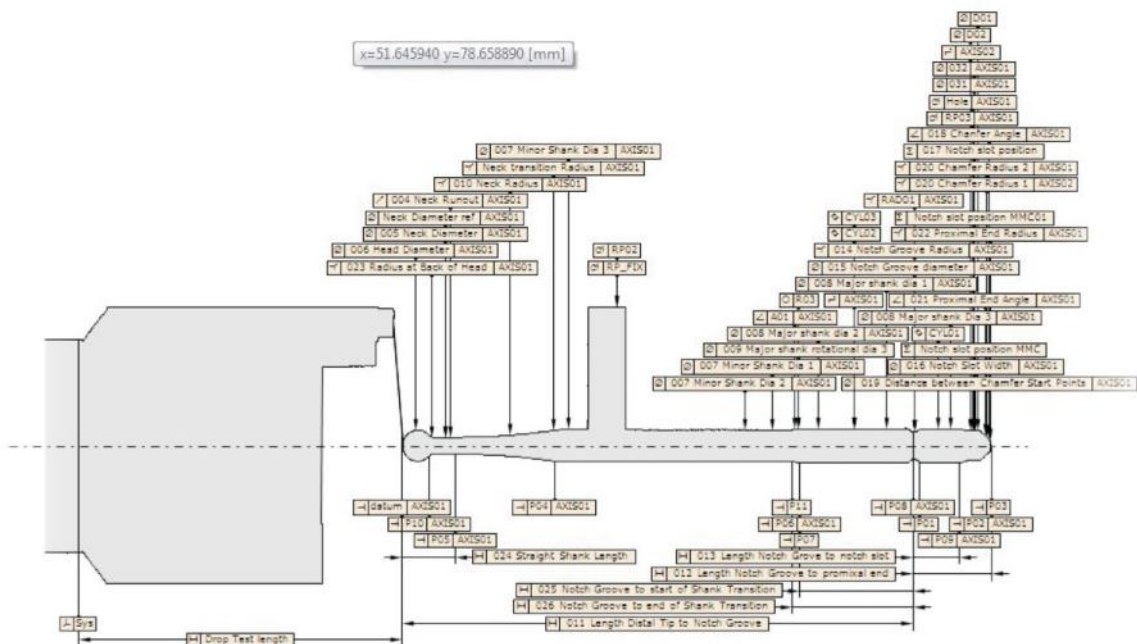 x=51.645940 y=78.658890 [mm]
D01
D02
AXIS02
032 AXIS01
031 AXIS01
Hole AXIS01
RP03 AXIS01
018 Chamfer Angle AXIS01
017 Notch slot position
020 Chamfer Radius 2 AXIS01
020 Chamfer Radius 1 AXIS02
RAD01 AXIS01
CYL03
Notch slot position MMC01
CYL02
022 Proximal End Radius AXIS01
014 Notch Groove Radius AXIS01
015 Notch Groove diameter AXIS01
008 Major shank dia 1 AXIS01
R03
AXIS01
021 Proximal End Angle AXIS01
A01 AXIS01
008 Major shank Dia 3 AXIS01
008 Major shank dia 2 AXIS01
CYL01
009 Major shank rotational dia 3 AXIS01
Notch slot position MMC
007 Minor Shank Dia 1 AXIS01
016 Notch Slot Width AXIS01
007 Minor Shank Dia 2 AXIS01
019 Distance between Chamfer Start Points AXIS01
007 Minor Shank Dia 3 AXIS01
Neck transition Radius AXIS01
010 Neck Radius AXIS01
004 Neck Runout AXIS01
Neck Diameter ref AXIS01
005 Neck Diameter AXIS01
006 Head Diameter AXIS01
023 Radius at Back of Head AXIS01
RP02
RP_FIX
datum AXIS01
P10 AXIS01
P05 AXIS01
P04 AXIS01
P11
P06 AXIS01
P07
P08 AXIS01
P01
P03
P02 AXIS01
P09 AXIS01
024 Straight Shank Length
013 Length Notch Grove to notch slot
012 Length Notch Grove to promixal end
025 Notch Groove to start of Shank Transition
026 Notch Groove to end of Shank Transition
011 Length Distal Tip to Notch Groove
Sys
Drop Test length